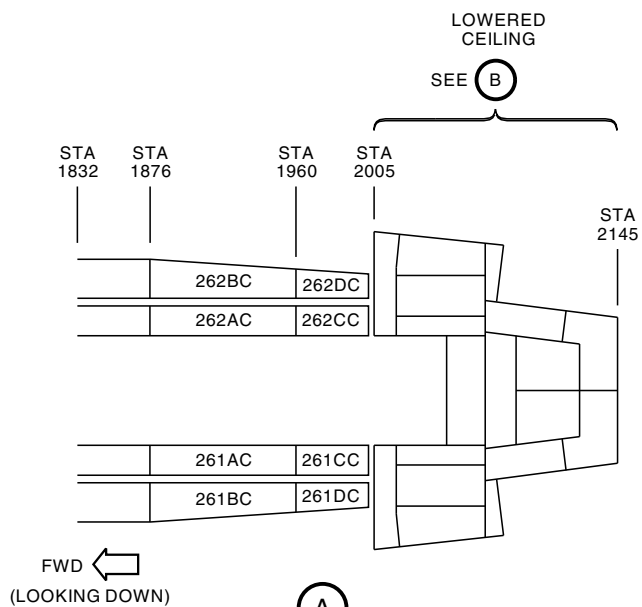 LOWERED
CEILING
SEE B
STA
1832
STA
1876
STA
1960
STA
2005
STA
2145
262BC
262DC
262AC
262CC
261AC
261CC
261BC
261DC
FWD
(LOOKING DOWN)
A